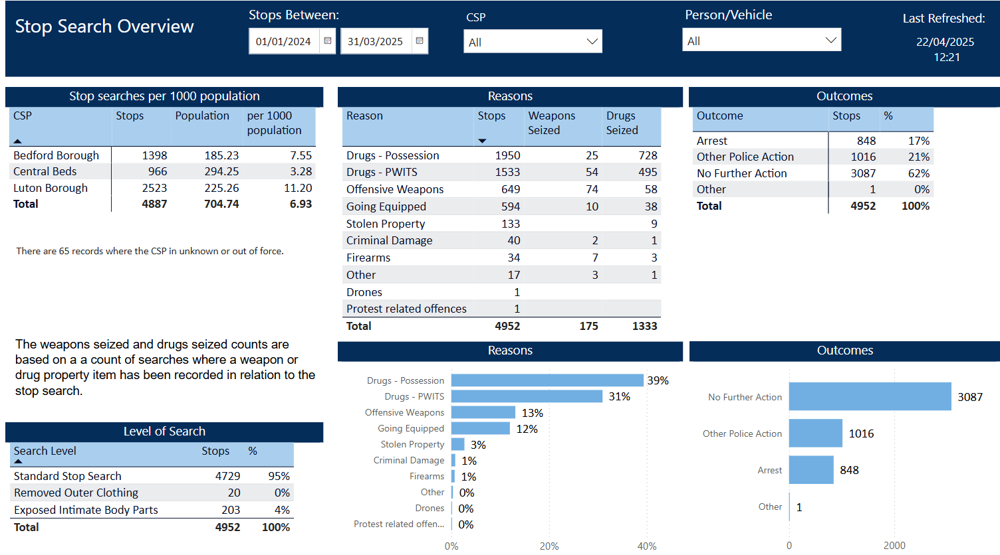 Stop Search Overview
Stops Between:
01/01/2024
31/03/2025
CSP
All
Person/Vehicle
All
Last Refreshed:
22/04/2025
12:21
Stop searches per 1000 population
CSP Stops Population per 1000 population
Bedford Borough 1398 185.23 7.55
Central Beds 966 294.25 3.28
Luton Borough 2523 225.26 11.20
Total 4887 704.74 6.93
There are 65 records where the CSP in unknown or out of force.
The weapons seized and drugs seized counts are
based on a a count of searches where a weapon or
drug property item has been recorded in relation to the
stop search.
Level of Search
Search Level Stops %
Standard Stop Search 4729 95%
Removed Outer Clothing 20 0%
Exposed Intimate Body Parts 203 4%
Total 4952 100%
Reasons
Reason Stops Weapons Seized Drugs Seized
Drugs - Possession 1950 25 728
Drugs - PWITS 1533 54 495
Offensive Weapons 649 74 58
Going Equipped 594 10 38
Stolen Property 133 9
Criminal Damage 40 2 1
Firearms 34 7 3
Other 17 3 1
Drones 1
Protest related offences 1
Total 4952 175 1333
Reasons
Drugs - Possession 39%
Drugs - PWITS 31%
Offensive Weapons 13%
Going Equipped 12%
Stolen Property 3%
Criminal Damage 1%
Firearms 1%
Other 0%
Drones 0%
Protest related offen... 0%
0% 20% 40%
Outcomes
Outcome Stops %
Arrest 848 17%
Other Police Action 1016 21%
No Further Action 3087 62%
Other 1 0%
Total 4952 100%
Outcomes
No Further Action 3087
Other Police Action 1016
Arrest 848
Other 1
0 2000